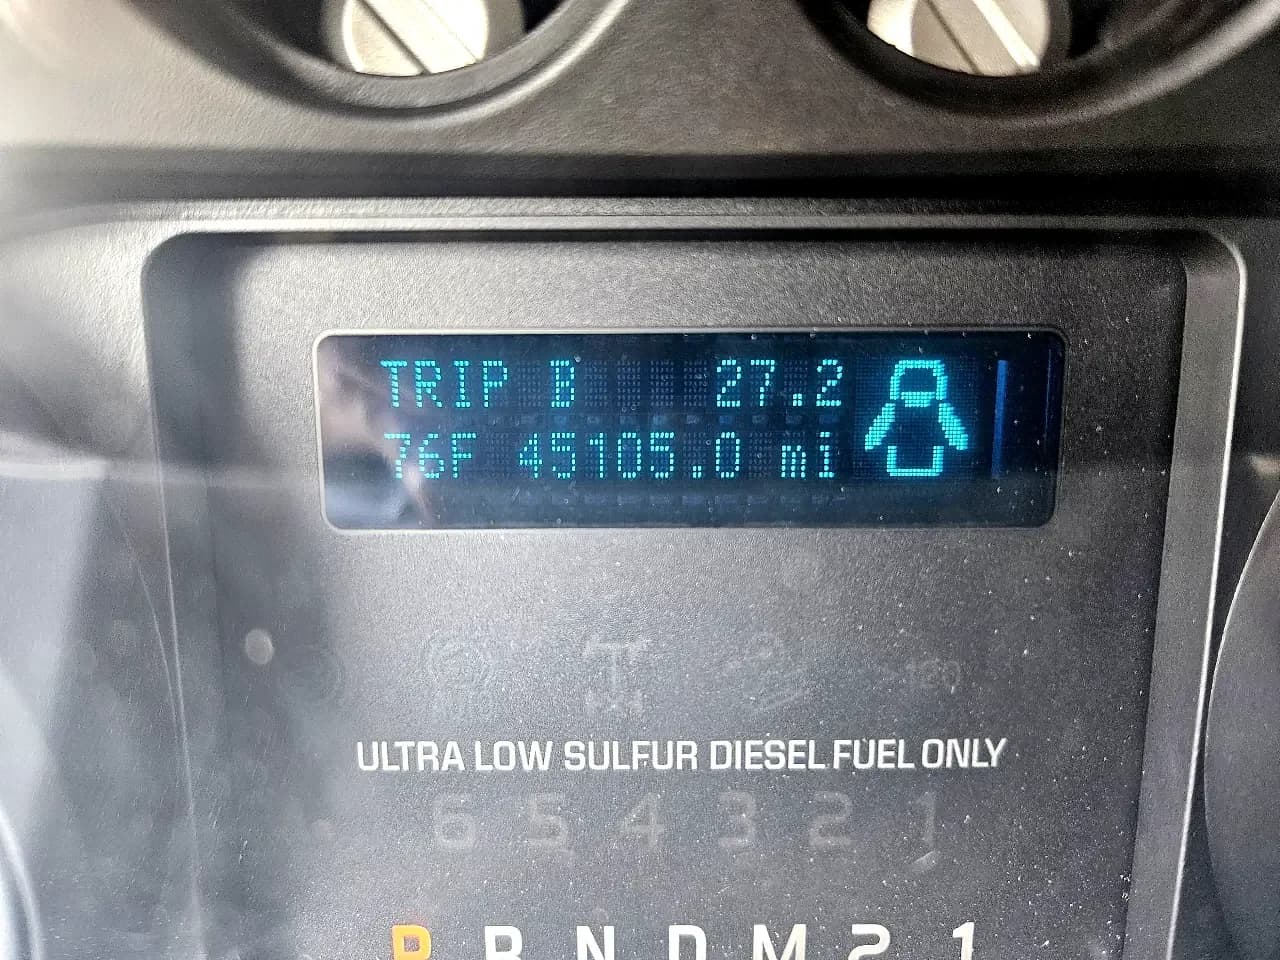 TRIP B 27.2
76F 45105.0 mi
ULTRA LOW SULFUR DIESEL FUEL ONLY
6 5 4 3 2 1
P R N D M 2 1